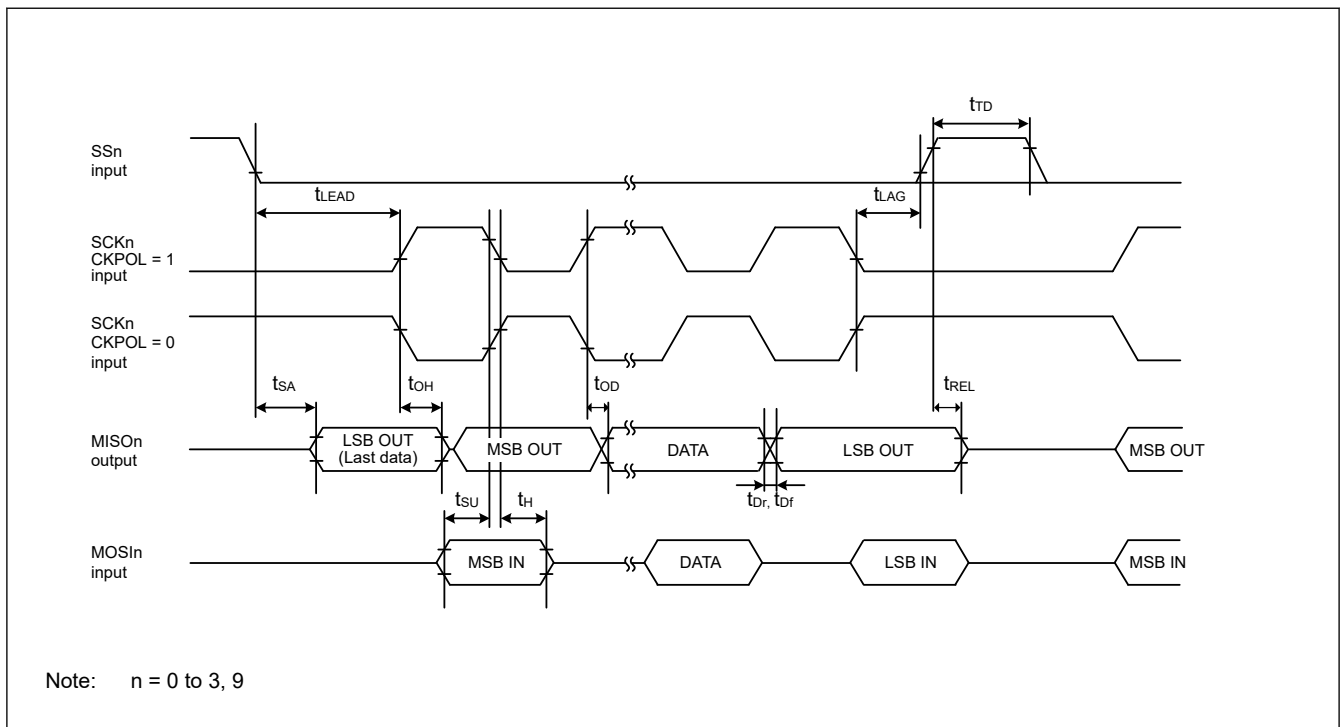 tTD
SSn
input
tLEAD
tLAG
SCKn
CKPOL = 1
input
SCKn
CKPOL = 0
input
tSA
tOH
tOD
tREL
MISOn
output
LSB OUT
(Last data)
MSB OUT
DATA
LSB OUT
MSB OUT
tSU
tH
tDr, tDf
MOSIn
input
MSB IN
DATA
LSB IN
MSB IN
Note: n = 0 to 3, 9